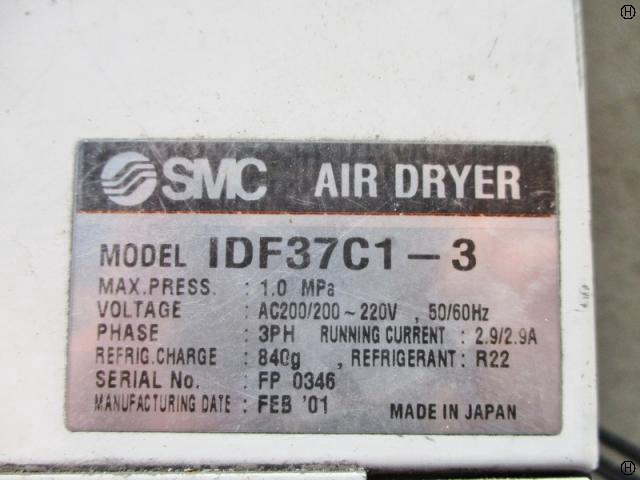 SMC AIR DRYER
MODEL IDF37C1-3
MAX.PRESS. : 1.0 MPa
VOLTAGE : AC200/200~220V , 50/60Hz
PHASE : 3PH RUNNING CURRENT : 2.9/2.9A
REFRIG.CHARGE : 840g , REFRIGERANT : R22
SERIAL No. : FP 0346
MANUFACTURING DATE : FEB '01 MADE IN JAPAN
H
H